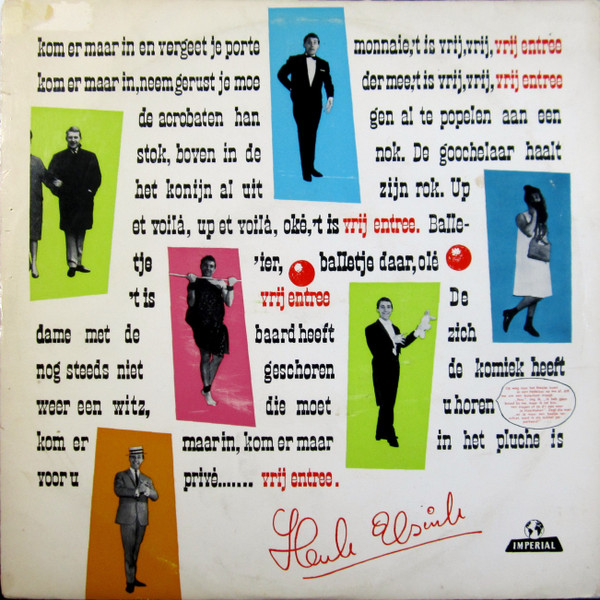 kom er maar in en vergeet je porte monnaie,'t is vrij,vrij,vrij entree
kom er maar in,neem gerust je moe der mee,'t is vrij,vrij,vrij entree
de acrobaten han gen al te popelen aan een
stok, boven in de nok. De goochelaar haalt
het konijn al uit zijn rok. Up
et voilá, up et voilá, oké,'t is vrij entree. Balle-
tje 'ier, balletje daar,olé
't is vrij entree De
dame met de baard heeft zich
nog steeds niet geschoren de komiek heeft
weer een witz, die moet u horen
kom er maar in, kom er maar in het pluche is
voor u privé....... vrij entree.
Henk Elsink
IMPERIAL